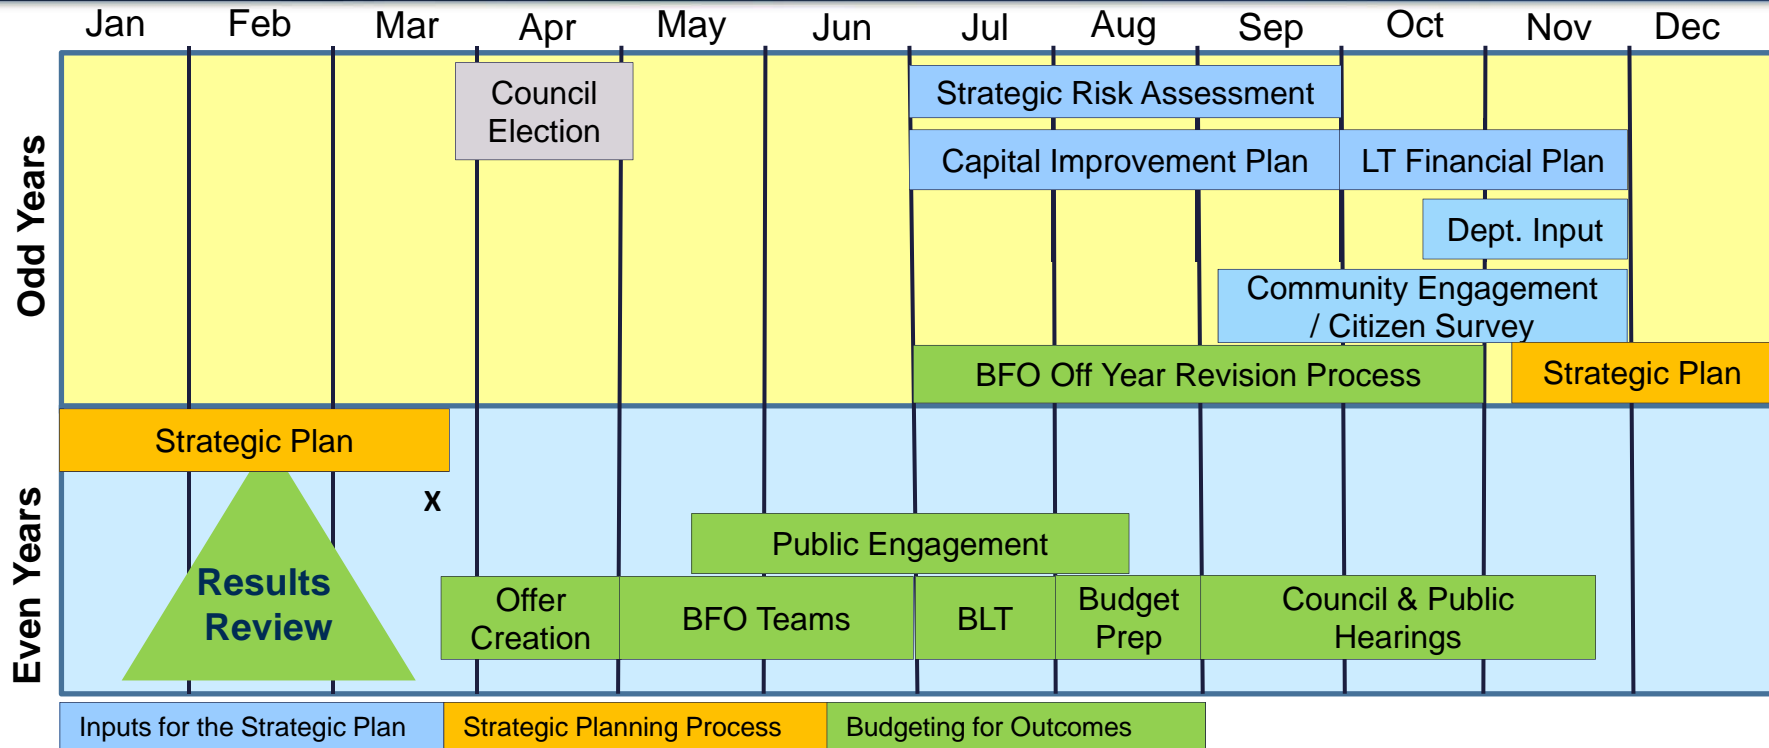 Jan Feb Mar Apr May Jun Jul Aug Sep Oct Nov Dec
Odd Years
Council
Election
Strategic Risk Assessment
Capital Improvement Plan
LT Financial Plan
Dept. Input
Community Engagement
/ Citizen Survey
BFO Off Year Revision Process
Strategic Plan
Even Years
Strategic Plan
x
Results
Review
Public Engagement
Offer
Creation
BFO Teams
BLT
Budget
Prep
Council & Public
Hearings
Inputs for the Strategic Plan
Strategic Planning Process
Budgeting for Outcomes